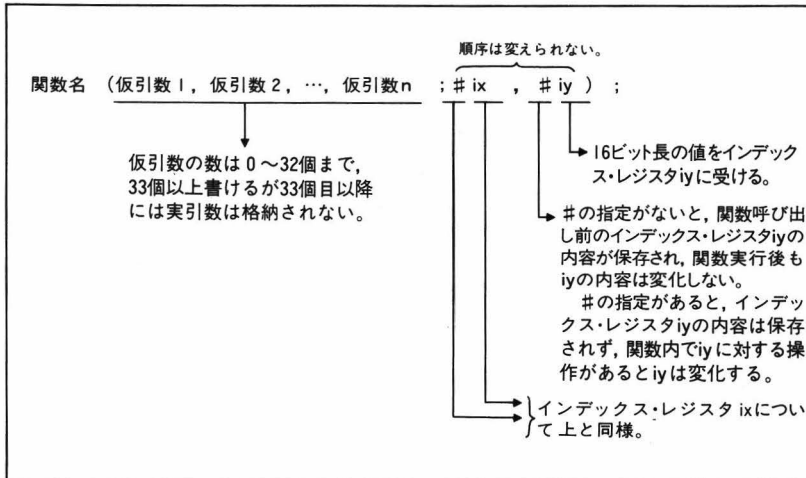 順序は変えられない。
関数名 (仮引数1, 仮引数2, …, 仮引数n ;♯ix , ♯iy) ;
仮引数の数は0〜32個まで,
33個以上書けるが33個目以降
には実引数は格納されない。
16ビット長の値をインデック
ス・レジスタiyに受ける。
♯の指定がないと, 関数呼び出
し前のインデックス・レジスタiyの
内容が保存され, 関数実行後も
iyの内容は変化しない。
♯の指定があると, インデッ
クス・レジスタiyの内容は保存
されず, 関数内でiyに対する操
作があるとiyは変化する。
インデックス・レジスタixについ
て上と同様。